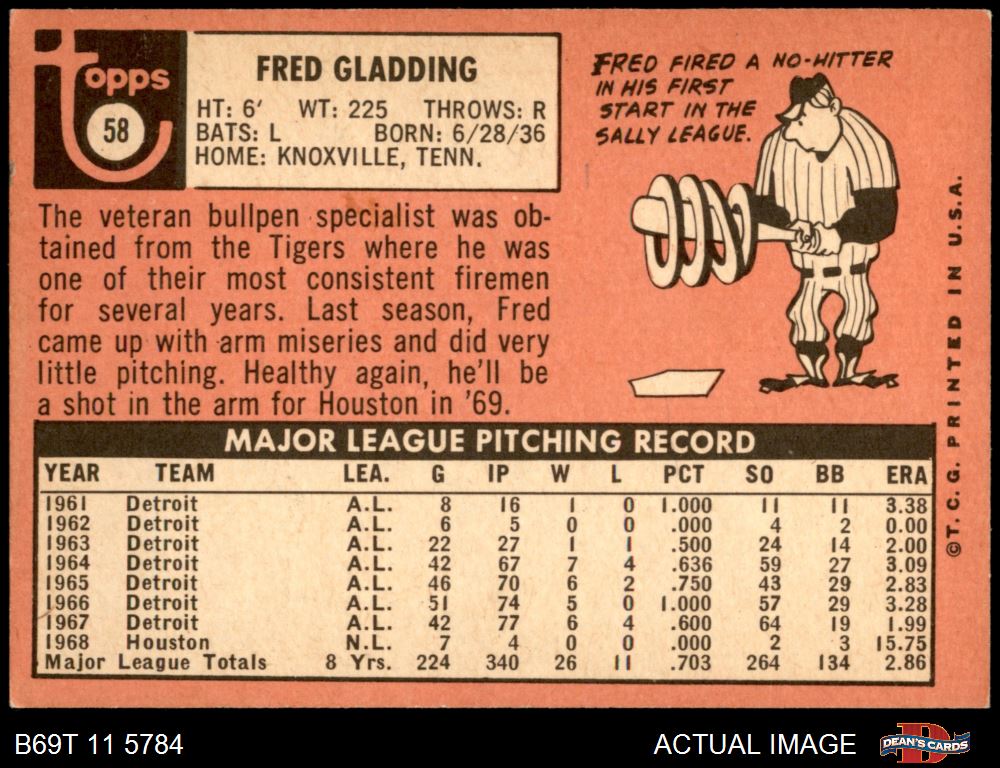 topps
58
FRED GLADDING
HT: 6' WT: 225 THROWS: R
BATS: L BORN: 6/28/36
HOME: KNOXVILLE, TENN.
FRED FIRED A NO-HITTER
IN HIS FIRST
START IN THE
SALLY LEAGUE.
The veteran bullpen specialist was ob-
tained from the Tigers where he was
one of their most consistent firemen
for several years. Last season, Fred
came up with arm miseries and did very
little pitching. Healthy again, he'll be
a shot in the arm for Houston in '69.
MAJOR LEAGUE PITCHING RECORD
YEAR TEAM LEA. G IP W L PCT SO BB ERA
1961 Detroit A.L. 8 16 1 0 1.000 11 11 3.38
1962 Detroit A.L. 6 5 0 0 .000 4 2 0.00
1963 Detroit A.L. 22 27 1 1 .500 24 14 2.00
1964 Detroit A.L. 42 67 7 4 .636 59 27 3.09
1965 Detroit A.L. 46 70 6 2 .750 43 29 2.83
1966 Detroit A.L. 51 74 5 0 1.000 57 29 3.28
1967 Detroit A.L. 42 77 6 4 .600 64 19 1.99
1968 Houston N.L. 7 4 0 0 .000 2 3 15.75
Major League Totals 8 Yrs. 224 340 26 11 .703 264 134 2.86
© T. C. G. PRINTED IN U.S.A.
B69T 11 5784
ACTUAL IMAGE
DEAN'S CARDS